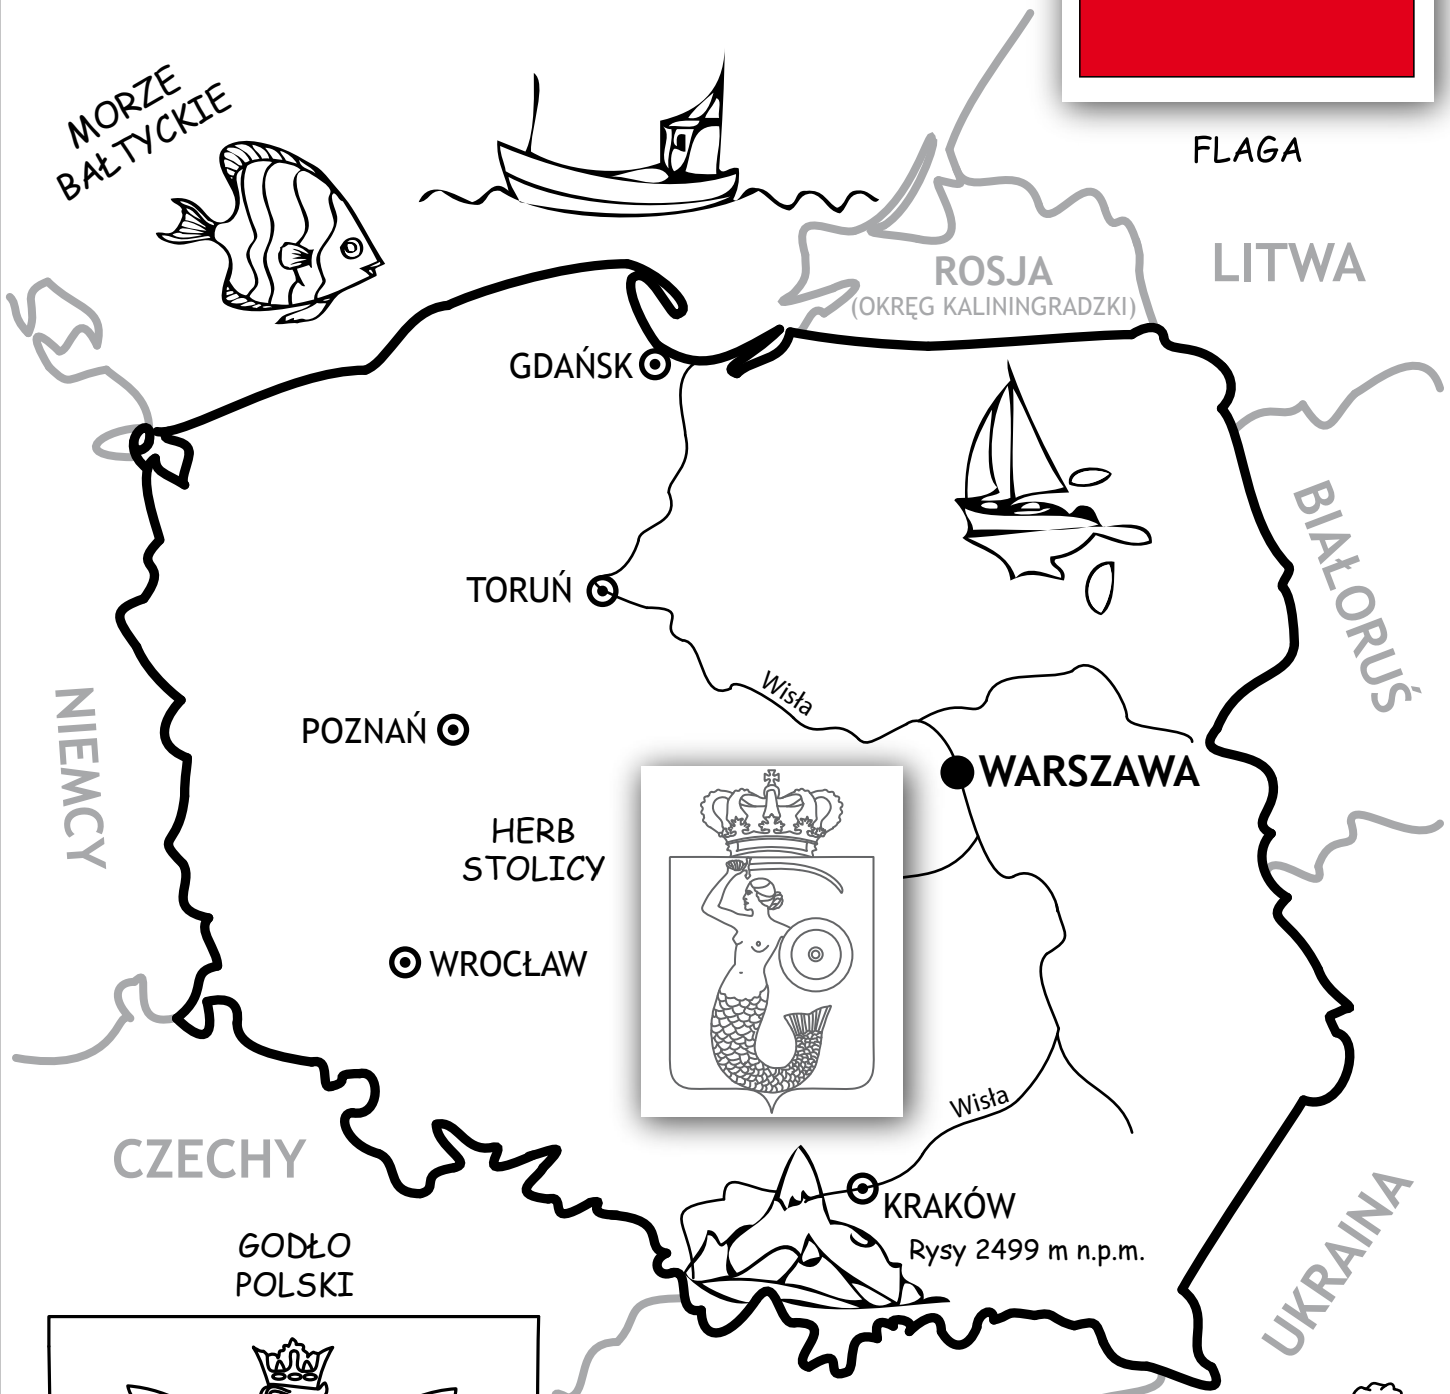 MORZE
BAŁTYCKIE
FLAGA
LITWA
ROSJA
(OKRĘG KALININGRADZKI)
GDAŃSK
BIAŁORUŚ
TORUŃ
Wisła
NIEMCY
POZNAŃ
WARSZAWA
HERB
STOLICY
WROCŁAW
Wisła
CZECHY
KRAKÓW
Rysy 2499 m n.p.m.
UKRAINA
GODŁO
POLSKI